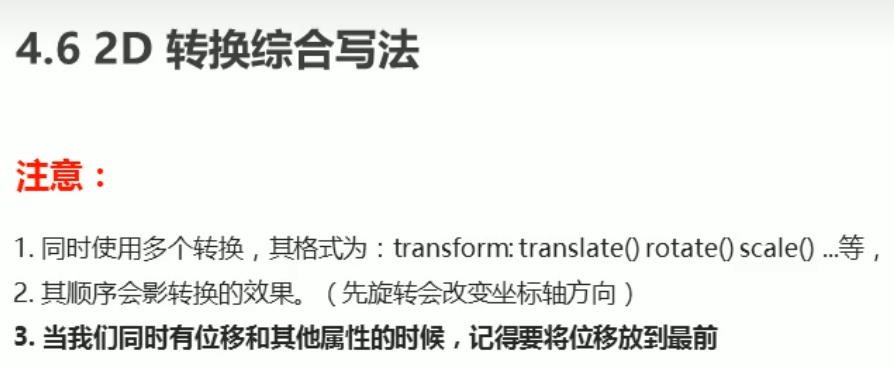 4.6 2D 转换综合写法
注意：
1. 同时使用多个转换，其格式为：transform: translate() rotate() scale() ...等，
2. 其顺序会影转换的效果。（先旋转会改变坐标轴方向）
3. 当我们同时有位移和其他属性的时候，记得要将位移放到最前